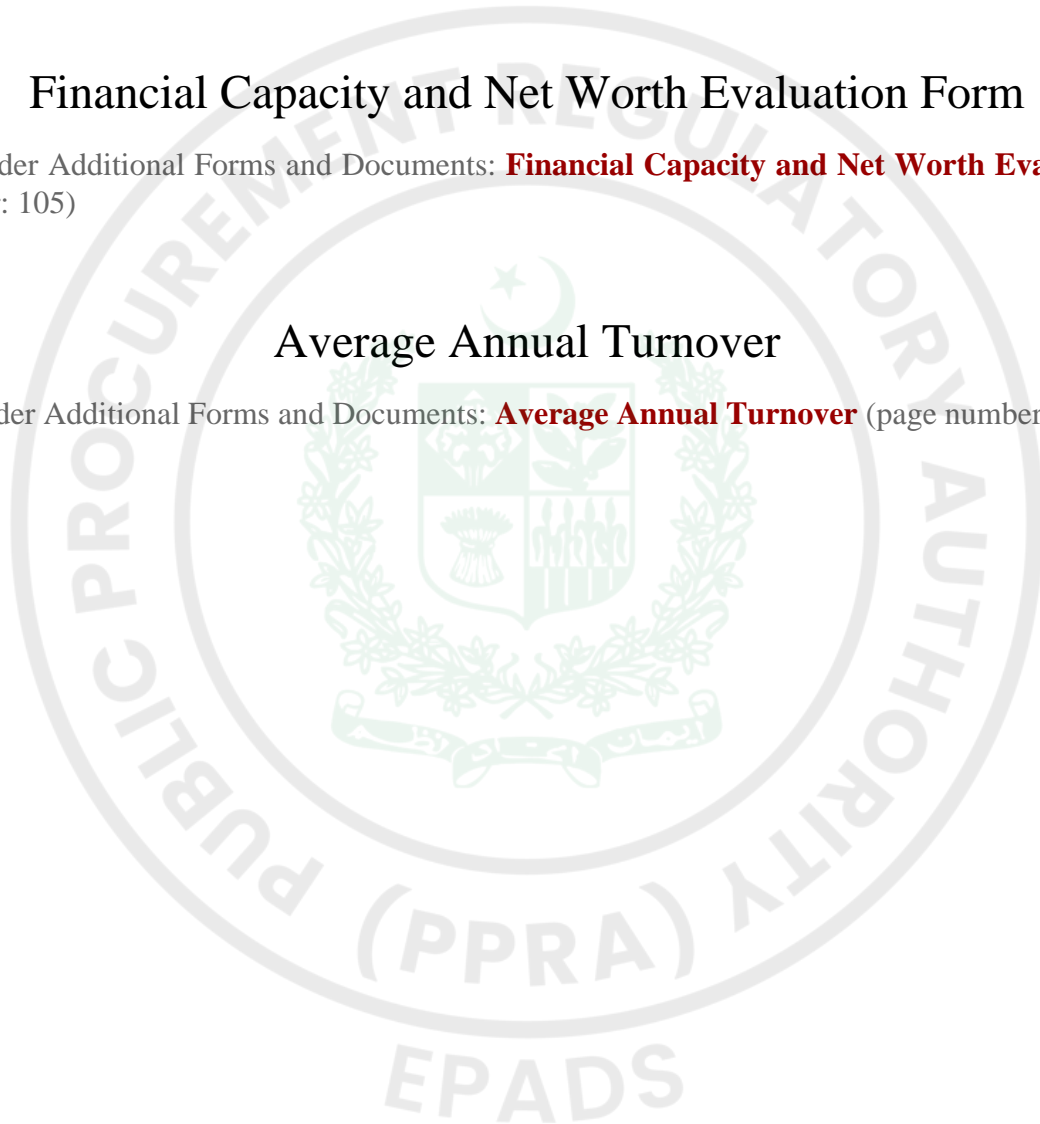 Financial Capacity and Net Worth Evaluation Form
der Additional Forms and Documents: Financial Capacity and Net Worth Eva
: 105)
Average Annual Turnover
der Additional Forms and Documents: Average Annual Turnover (page number
PUBLIC PROCUREMENT REGULATORY AUTHORITY
(PPRA)
EPADS